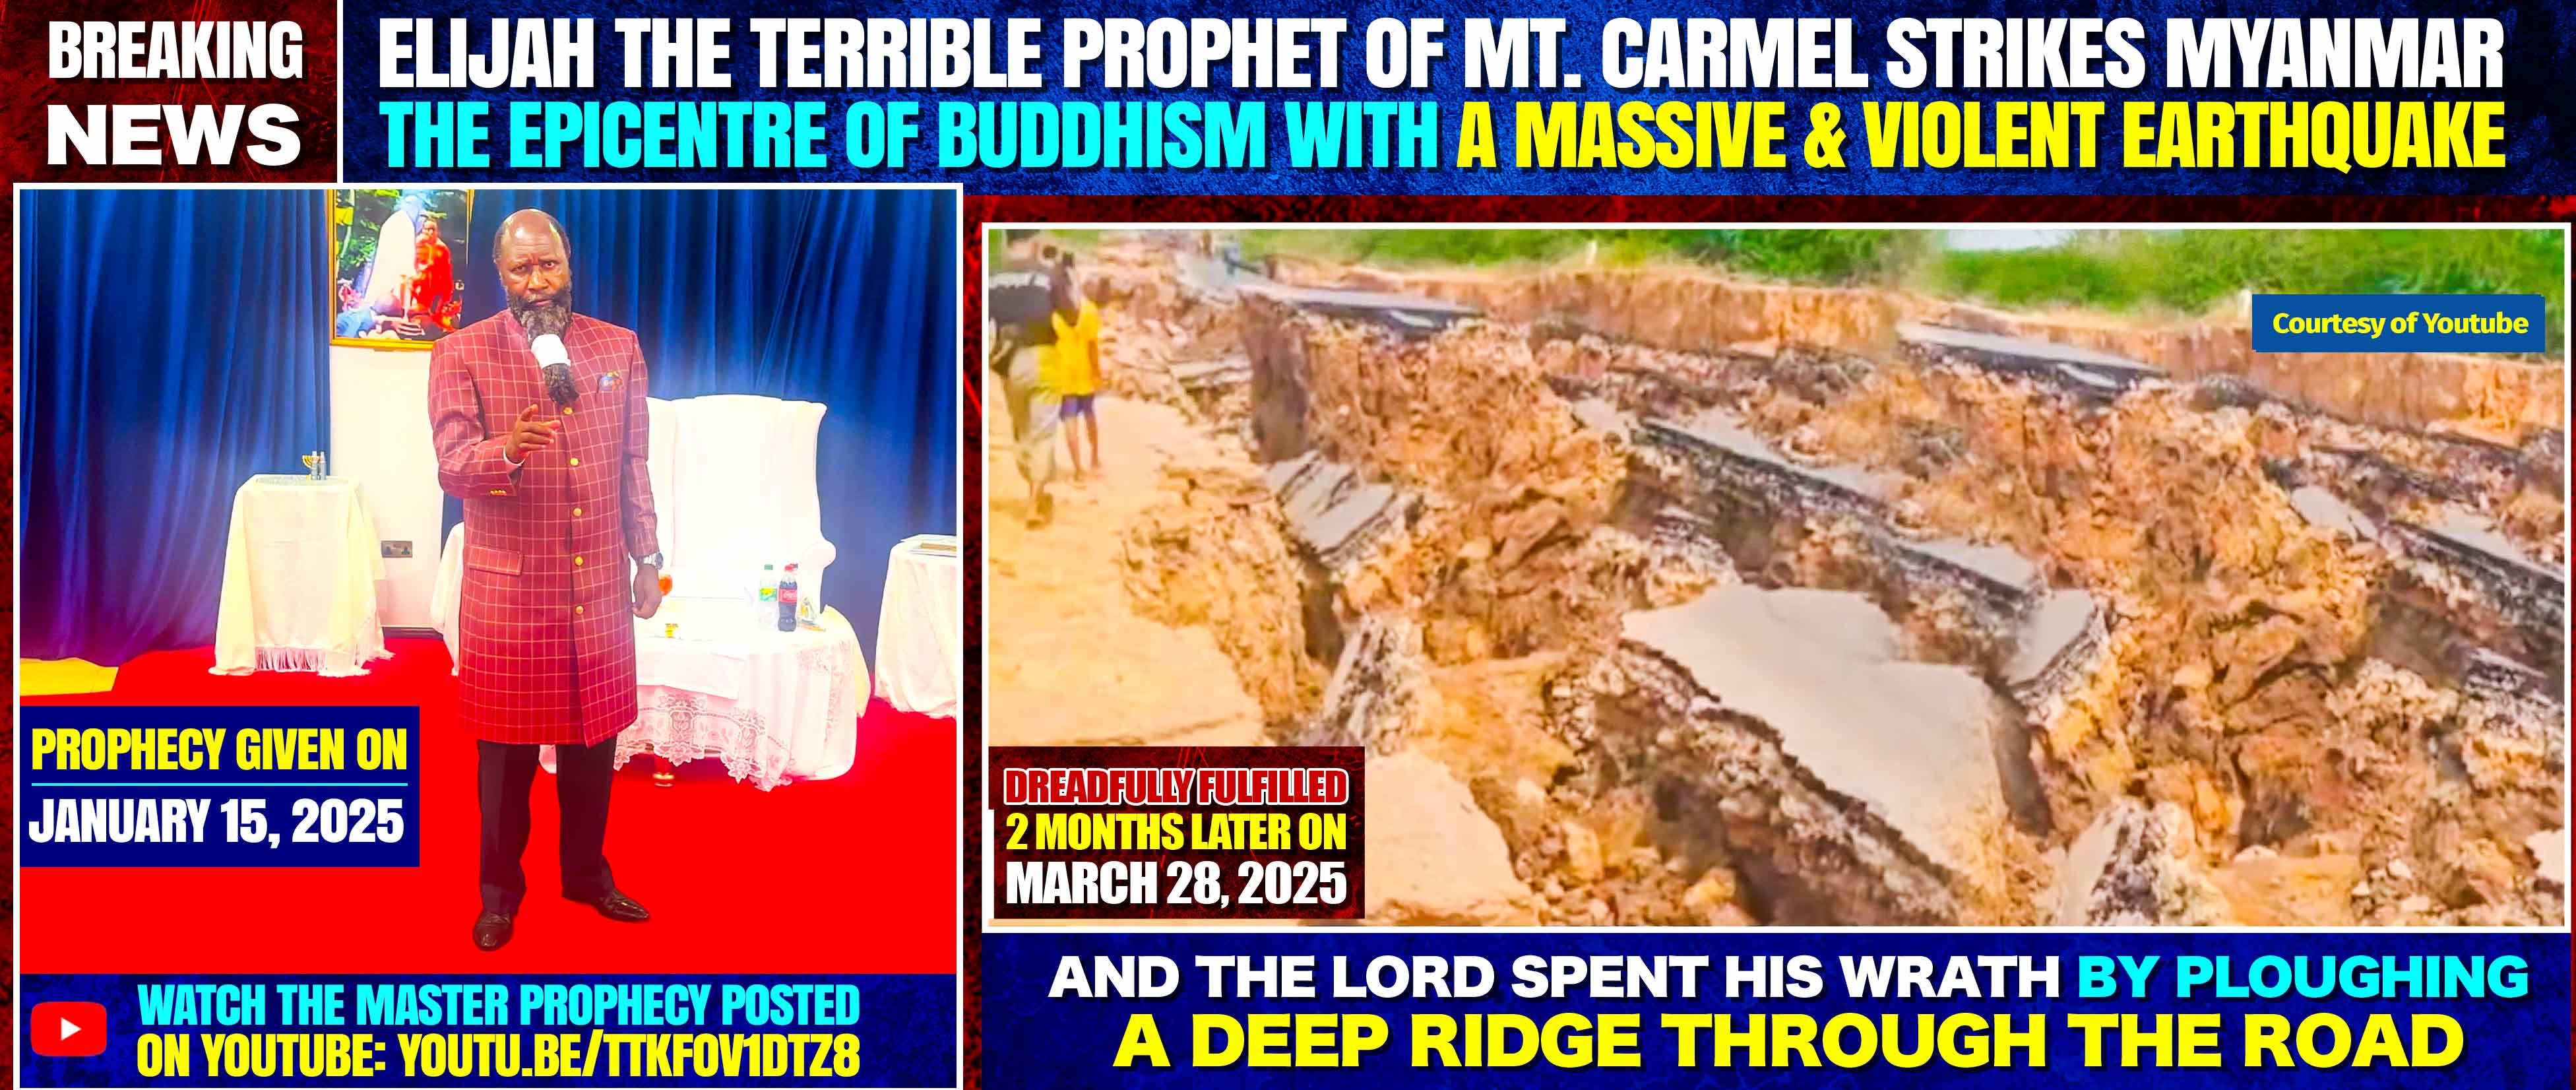 BREAKING
NEWS
ELIJAH THE TERRIBLE PROPHET OF MT. CARMEL STRIKES MYANMAR
THE EPICENTRE OF BUDDHISM WITH A MASSIVE & VIOLENT EARTHQUAKE
PROPHECY GIVEN ON
JANUARY 15, 2025
WATCH THE MASTER PROPHECY POSTED
ON YOUTUBE: YOUTU.BE/TTKFOV1DTZ8
Courtesy of Youtube
DREADFULLY FULFILLED
2 MONTHS LATER ON
MARCH 28, 2025
AND THE LORD SPENT HIS WRATH BY PLOUGHING
A DEEP RIDGE THROUGH THE ROAD